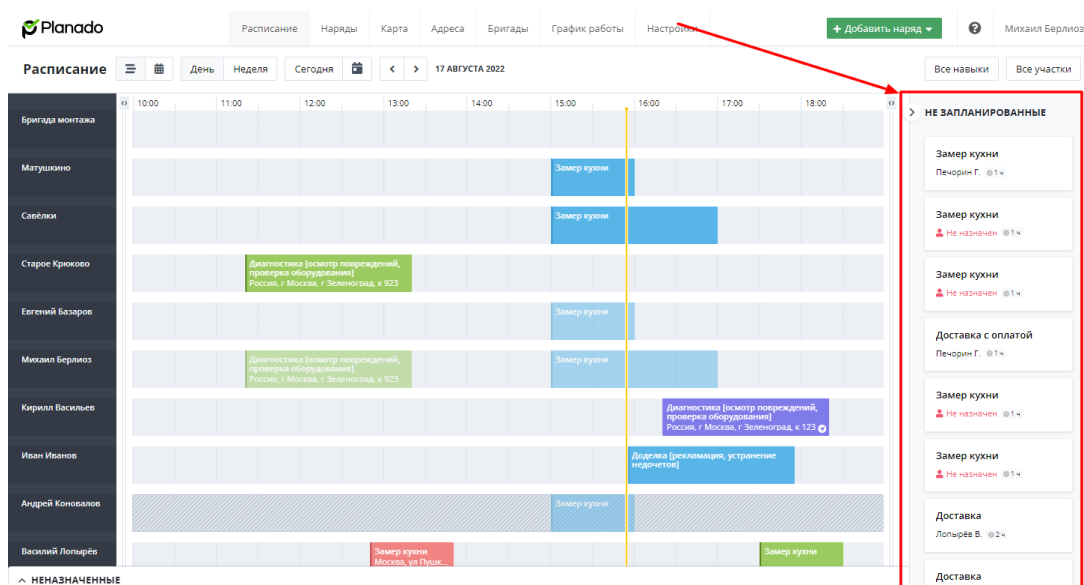 Planado
Расписание Наряды Карта Адреса Бригады График работы Настройки
+ Добавить наряд
Михаил Берлиоз
Расписание День Неделя Сегодня 17 АВГУСТА 2022 Все навыки Все участки
10:00 11:00 12:00 13:00 14:00 15:00 16:00 17:00 18:00
Бригада монтажа
Матушкино
Замер кухни
Савёлки
Замер кухни
Старое Крюково
Диагностика [осмотр повреждений,
проверка оборудования]
Россия, г Москва, г Зеленоград, к 923
Евгений Базаров
Замер кухни
Михаил Берлиоз
Диагностика [осмотр повреждений,
проверка оборудования]
Россия, г Москва, г Зеленоград, к 923
Замер кухни
Кирилл Васильев
Диагностика [осмотр повреждений,
проверка оборудования]
Россия, г Москва, г Зеленоград, к 123
Иван Иванов
Доделка [рекламация, устранение
недочетов]
Андрей Коновалов
Замер кухни
Василий Лопырёв
Замер кухни
Москва, ул Пушк...
Замер кухни
НЕНАЗНАЧЕННЫЕ
НЕ ЗАПЛАНИРОВАННЫЕ
Замер кухни
Печорин Г. 1 ч
Замер кухни
Не назначен 1 ч
Замер кухни
Не назначен 1 ч
Доставка с оплатой
Печорин Г. 1 ч
Замер кухни
Не назначен 1 ч
Замер кухни
Не назначен 1 ч
Доставка
Лопырёв В. 2 ч
Доставка